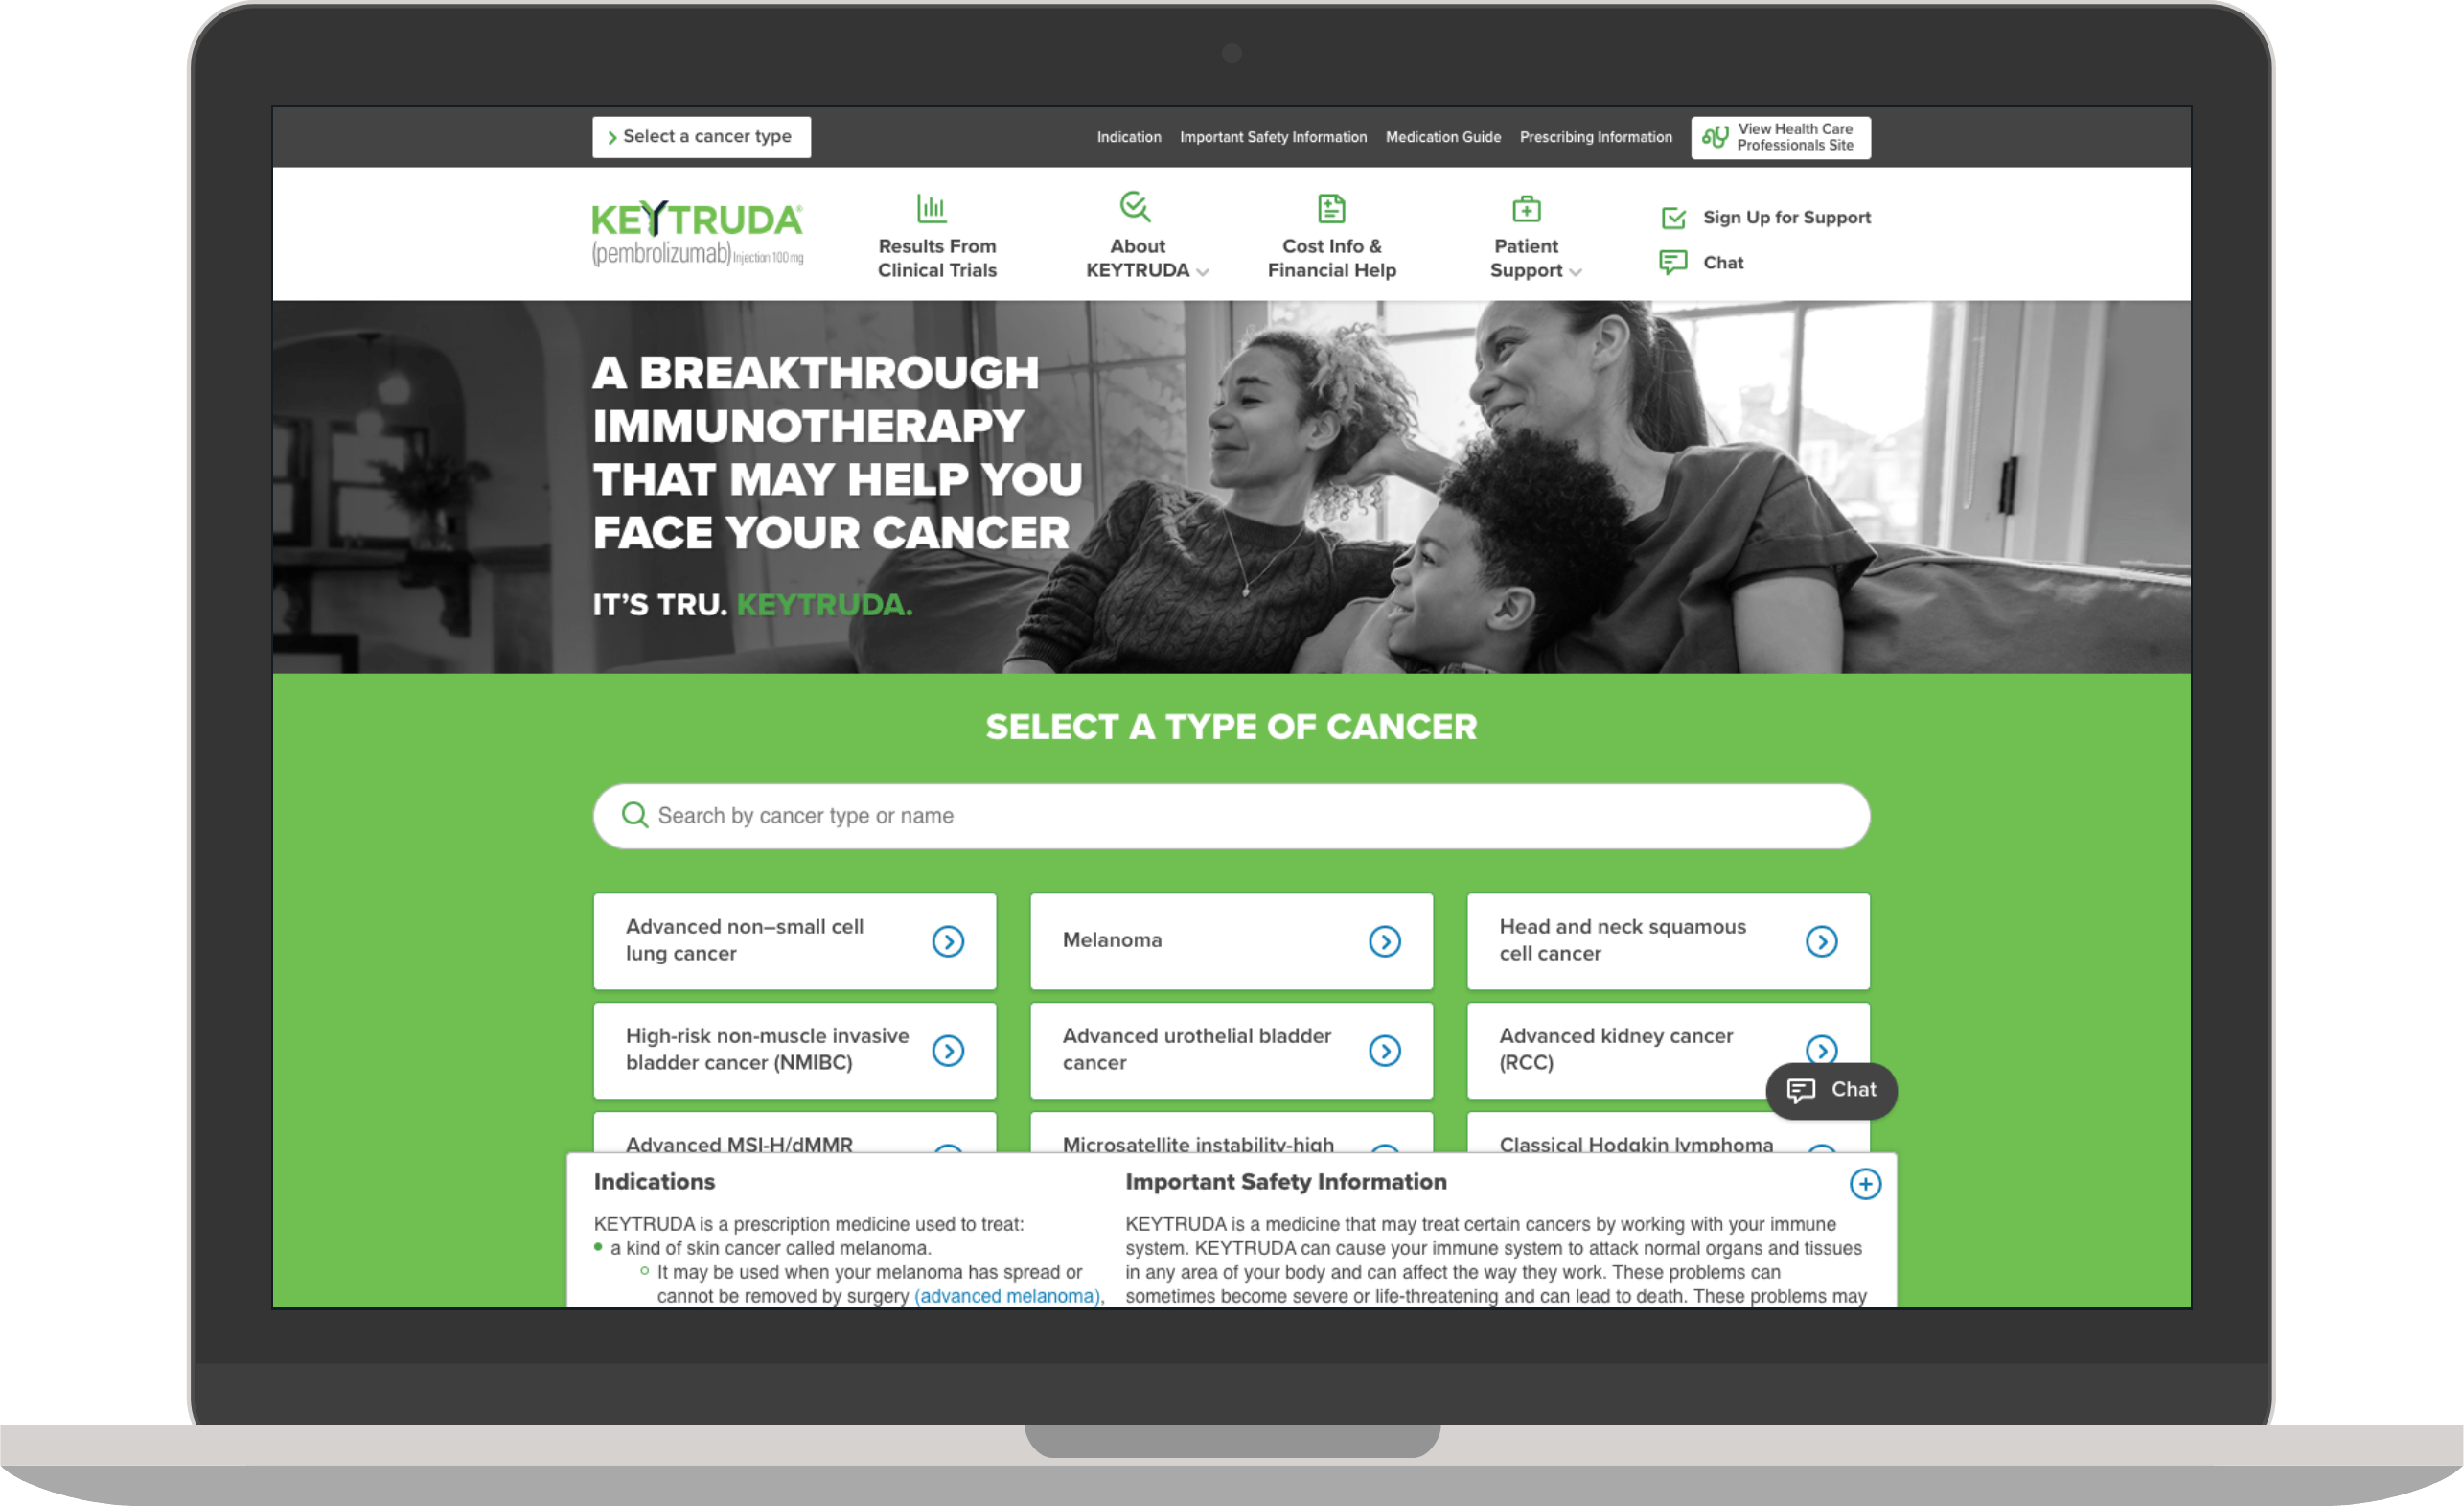 Select a cancer type
Indication Important Safety Information Medication Guide Prescribing Information
View Health Care
Professionals Site
KEYTRUDA®
(pembrolizumab) Injection 100 mg
Results From
Clinical Trials
About
KEYTRUDA
Cost Info &
Financial Help
Patient
Support
Sign Up for Support
Chat
A BREAKTHROUGH
IMMUNOTHERAPY
THAT MAY HELP YOU
FACE YOUR CANCER
IT’S TRU. KEYTRUDA.
SELECT A TYPE OF CANCER
Search by cancer type or name
Advanced non–small cell
lung cancer
Melanoma
Head and neck squamous
cell cancer
High-risk non-muscle invasive
bladder cancer (NMIBC)
Advanced urothelial bladder
cancer
Advanced kidney cancer
(RCC)
Chat
Advanced MSI-H/dMMR
Microsatellite instability-high
Classical Hodgkin lymphoma
Indications
KEYTRUDA is a prescription medicine used to treat:
• a kind of skin cancer called melanoma.
○ It may be used when your melanoma has spread or
cannot be removed by surgery (advanced melanoma),
Important Safety Information
KEYTRUDA is a medicine that may treat certain cancers by working with your immune
system. KEYTRUDA can cause your immune system to attack normal organs and tissues
in any area of your body and can affect the way they work. These problems can
sometimes become severe or life-threatening and can lead to death. These problems may